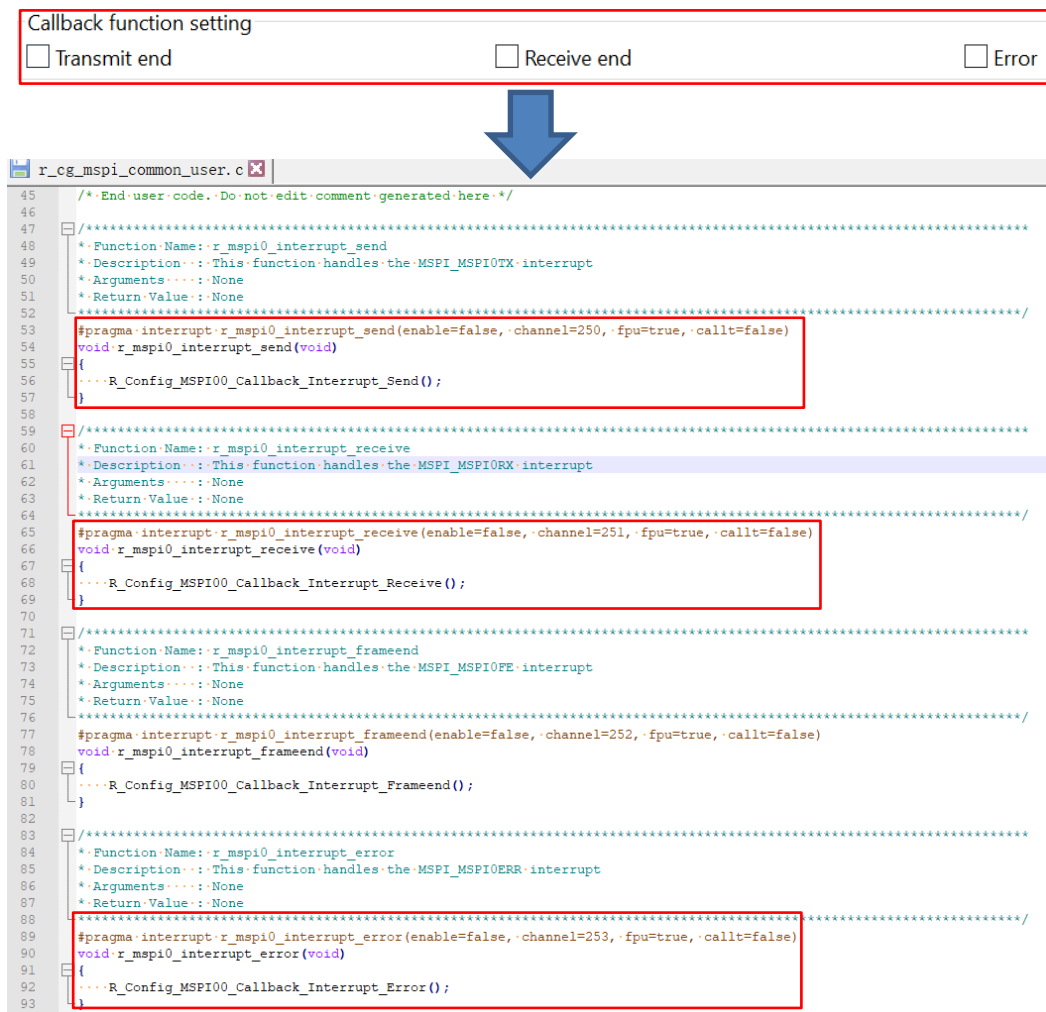 Callback function setting
Transmit end Receive end Error
r_cg_mspi_common_user.c
45 /* End user code. Do not edit comment generated here */
46
47 /***********************************************************************************************************************
48 * Function Name: r_mspi0_interrupt_send
49 * Description  : This function handles the MSPI_MSPI0TX interrupt
50 * Arguments    : None
51 * Return Value : None
52 ***********************************************************************************************************************/
53 #pragma interrupt r_mspi0_interrupt_send(enable=false, channel=250, fpu=true, callt=false)
54 void r_mspi0_interrupt_send(void)
55 {
56     R_Config_MSPI00_Callback_Interrupt_Send();
57 }
58
59 /***********************************************************************************************************************
60 * Function Name: r_mspi0_interrupt_receive
61 * Description  : This function handles the MSPI_MSPI0RX interrupt
62 * Arguments    : None
63 * Return Value : None
64 ***********************************************************************************************************************/
65 #pragma interrupt r_mspi0_interrupt_receive(enable=false, channel=251, fpu=true, callt=false)
66 void r_mspi0_interrupt_receive(void)
67 {
68     R_Config_MSPI00_Callback_Interrupt_Receive();
69 }
70
71 /***********************************************************************************************************************
72 * Function Name: r_mspi0_interrupt_frameend
73 * Description  : This function handles the MSPI_MSPI0FE interrupt
74 * Arguments    : None
75 * Return Value : None
76 ***********************************************************************************************************************/
77 #pragma interrupt r_mspi0_interrupt_frameend(enable=false, channel=252, fpu=true, callt=false)
78 void r_mspi0_interrupt_frameend(void)
79 {
80     R_Config_MSPI00_Callback_Interrupt_Frameend();
81 }
82
83 /***********************************************************************************************************************
84 * Function Name: r_mspi0_interrupt_error
85 * Description  : This function handles the MSPI_MSPI0ERR interrupt
86 * Arguments    : None
87 * Return Value : None
88 ***********************************************************************************************************************/
89 #pragma interrupt r_mspi0_interrupt_error(enable=false, channel=253, fpu=true, callt=false)
90 void r_mspi0_interrupt_error(void)
91 {
92     R_Config_MSPI00_Callback_Interrupt_Error();
93 }